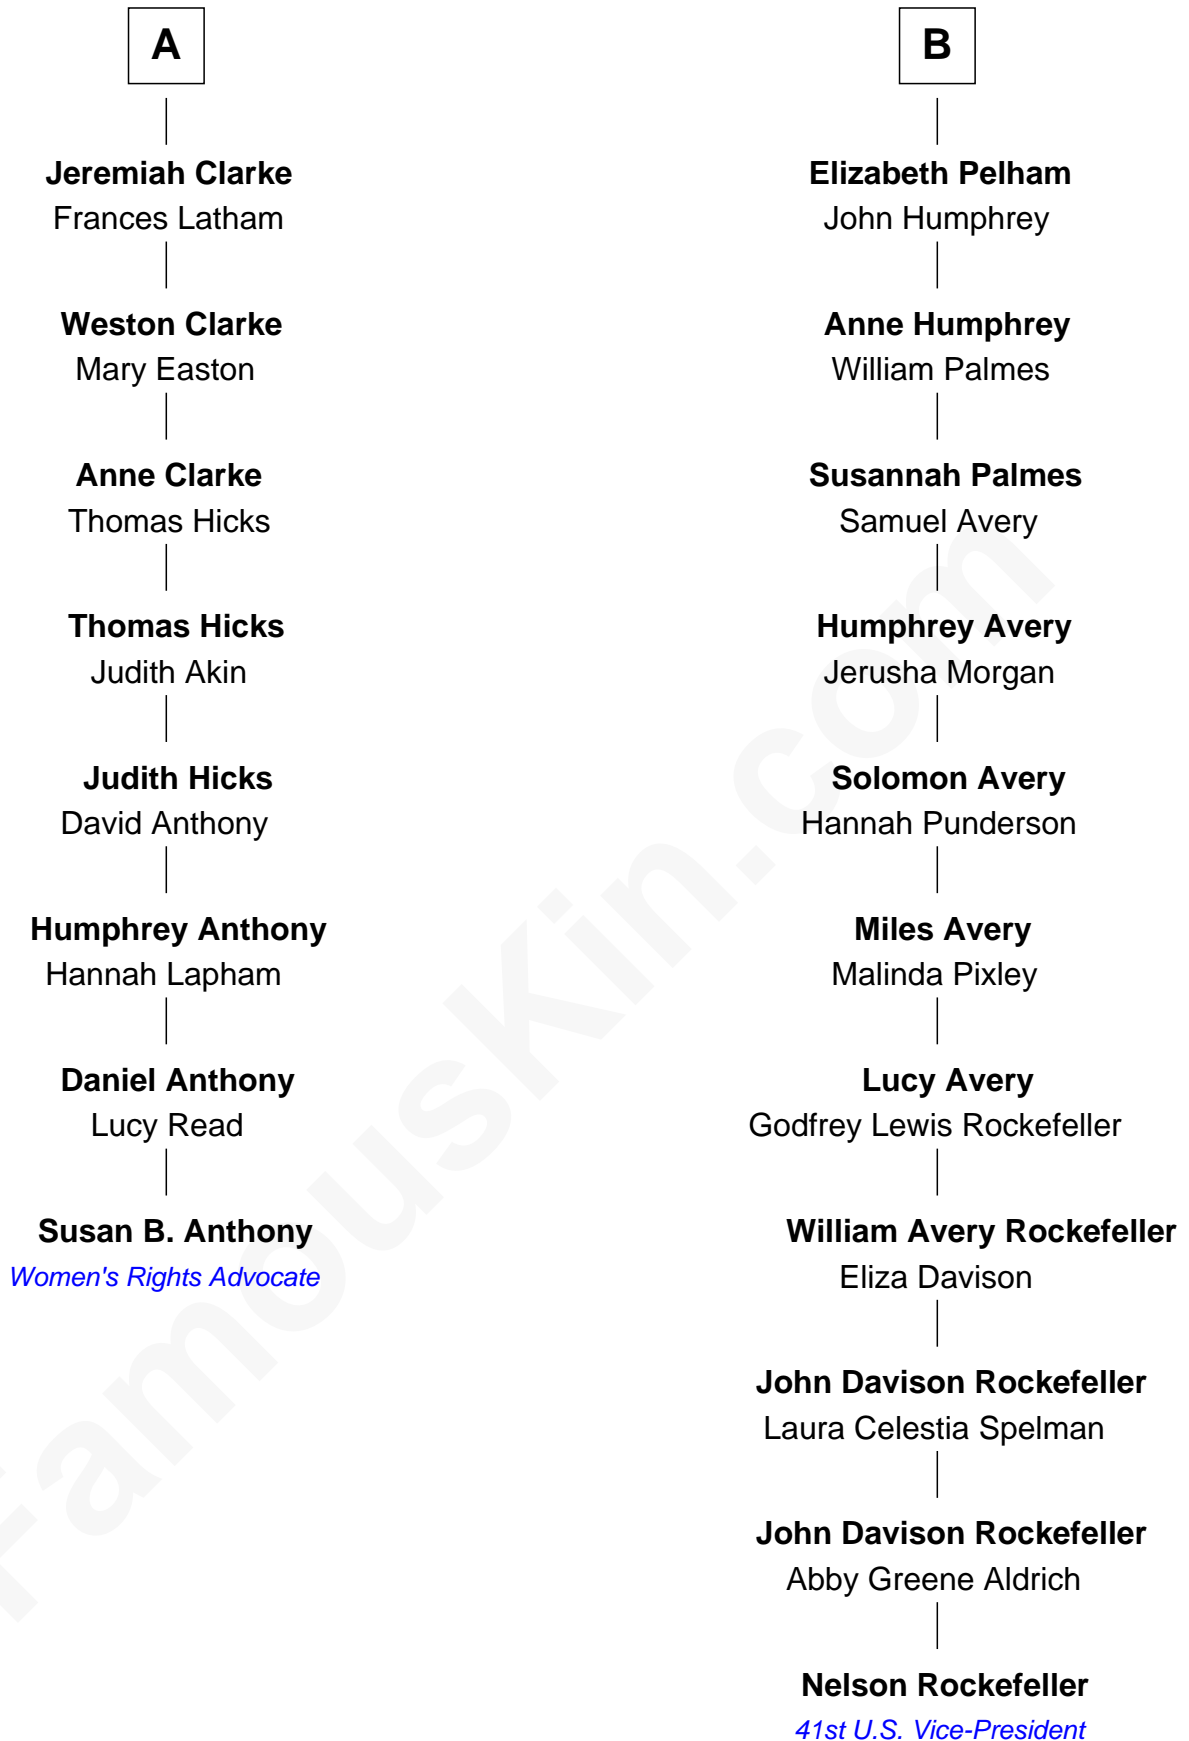 A
Jeremiah Clarke
Frances Latham
Weston Clarke
Mary Easton
Anne Clarke
Thomas Hicks
Thomas Hicks
Judith Akin
Judith Hicks
David Anthony
Humphrey Anthony
Hannah Lapham
Daniel Anthony
Lucy Read
Susan B. Anthony
Women's Rights Advocate
B
Elizabeth Pelham
John Humphrey
Anne Humphrey
William Palmes
Susannah Palmes
Samuel Avery
Humphrey Avery
Jerusha Morgan
Solomon Avery
Hannah Punderson
Miles Avery
Malinda Pixley
Lucy Avery
Godfrey Lewis Rockefeller
William Avery Rockefeller
Eliza Davison
John Davison Rockefeller
Laura Celestia Spelman
John Davison Rockefeller
Abby Greene Aldrich
Nelson Rockefeller
41st U.S. Vice-President
FamousKin.com